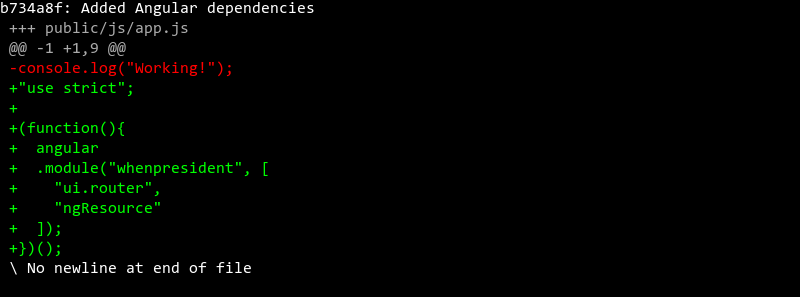 b734a8f: Added Angular dependencies
+++ public/js/app.js
@@ -1 +1,9 @@
-console.log("Working!");
+"use strict";
+
+(function(){
+  angular
+  .module("whenpresident", [
+    "ui.router",
+    "ngResource"
+  ]);
+})();
\ No newline at end of file